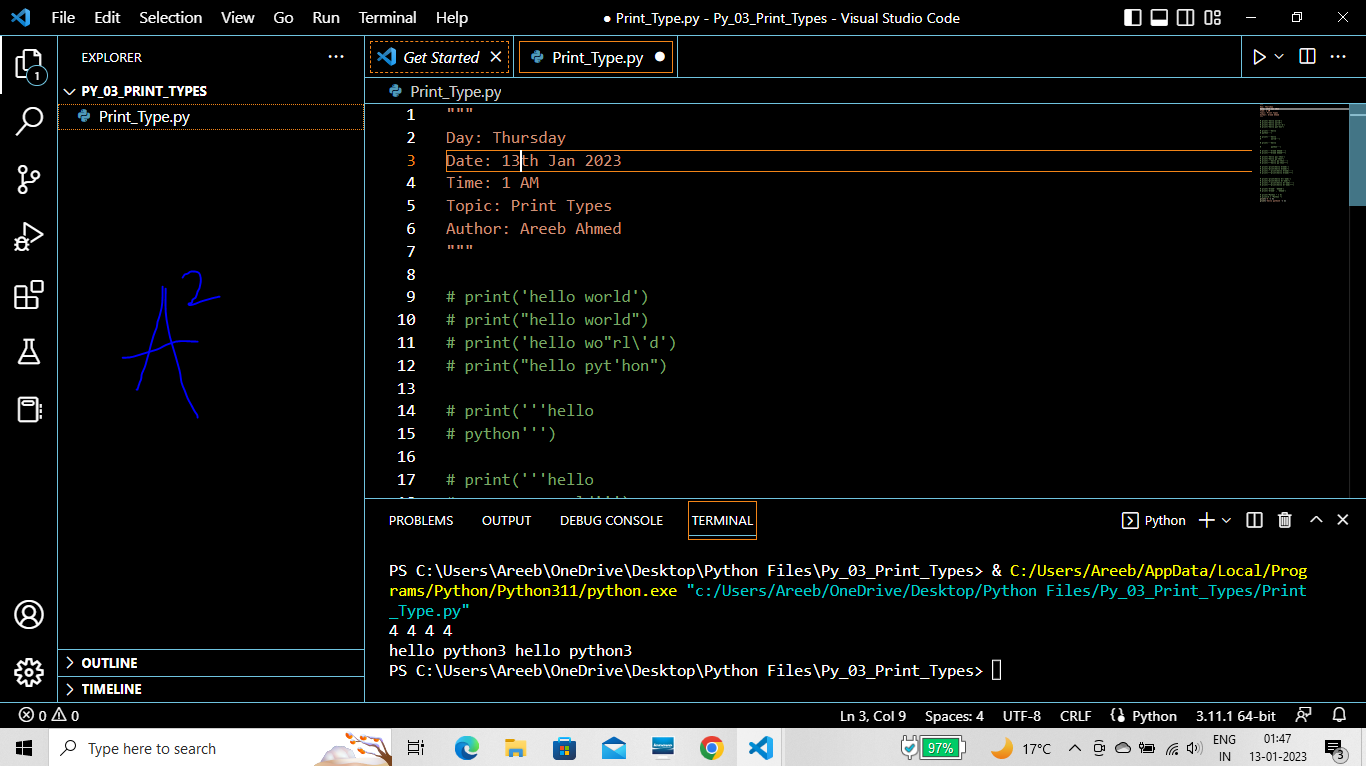 File Edit Selection View Go Run Terminal Help
● Print_Type.py - Py_03_Print_Types - Visual Studio Code
EXPLORER
Get Started
Print_Type.py
1
PY_03_PRINT_TYPES
Print_Type.py
Print_Type.py
1 """
2 Day: Thursday
3 Date: 13th Jan 2023
4 Time: 1 AM
5 Topic: Print Types
6 Author: Areeb Ahmed
7 """
8
9 # print('hello world')
10 # print("hello world")
11 # print('hello wo"rl\'d')
12 # print("hello pyt'hon")
13
14 # print('''hello
15 # python''')
16
17 # print('''hello
A2
PROBLEMS OUTPUT DEBUG CONSOLE TERMINAL
Python
PS C:\Users\Areeb\OneDrive\Desktop\Python Files\Py_03_Print_Types> & C:/Users/Areeb/AppData/Local/Prog
rams/Python/Python311/python.exe "c:/Users/Areeb/OneDrive/Desktop/Python Files/Py_03_Print_Types/Print
_Type.py"
4 4 4 4
hello python3 hello python3
PS C:\Users\Areeb\OneDrive\Desktop\Python Files\Py_03_Print_Types>
OUTLINE
TIMELINE
0 0
Ln 3, Col 9 Spaces: 4 UTF-8 CRLF Python 3.11.1 64-bit
Type here to search
97%
17°C
ENG
IN
01:47
13-01-2023
3